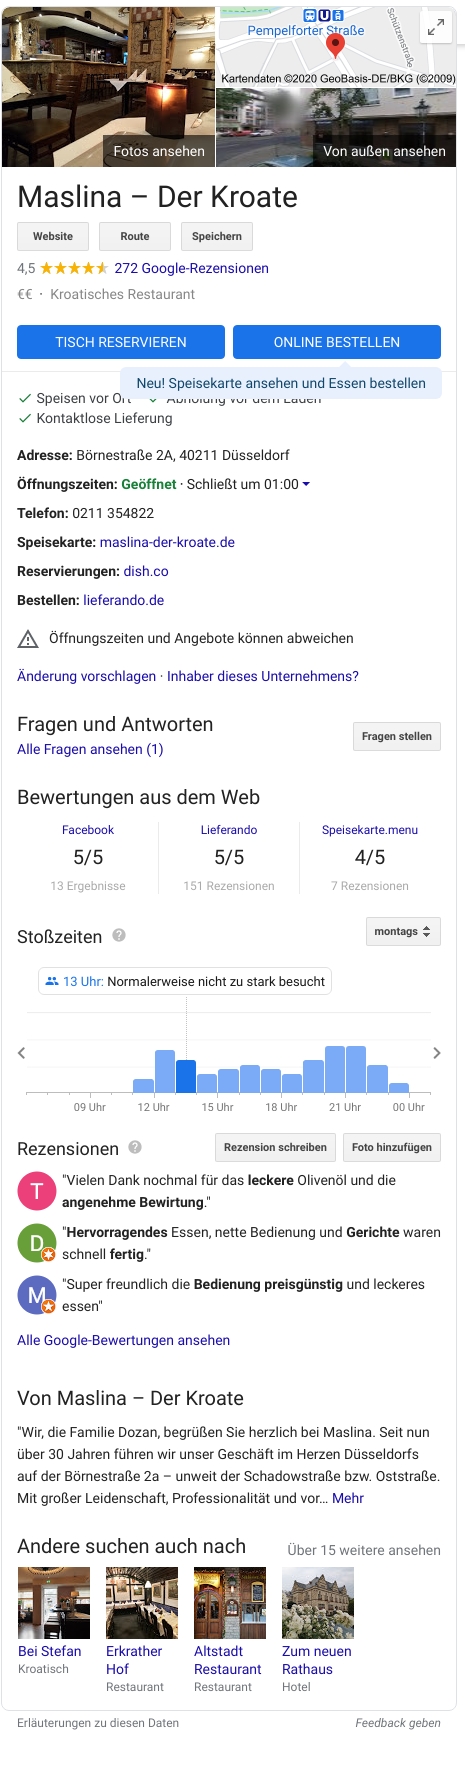 Pempelforter Straße
Schützenstraße
Kartendaten ©2020 GeoBasis-DE/BKG (©2009)
Fotos ansehen
Von außen ansehen
Maslina – Der Kroate
Website Route Speichern
4,5 272 Google-Rezensionen
€€ · Kroatisches Restaurant
TISCH RESERVIEREN ONLINE BESTELLEN
Neu! Speisekarte ansehen und Essen bestellen
Speisen vor Ort Abholung vor dem Laden
Kontaktlose Lieferung
Adresse: Börnestraße 2A, 40211 Düsseldorf
Öffnungszeiten: Geöffnet · Schließt um 01:00
Telefon: 0211 354822
Speisekarte: maslina-der-kroate.de
Reservierungen: dish.co
Bestellen: lieferando.de
Öffnungszeiten und Angebote können abweichen
Änderung vorschlagen · Inhaber dieses Unternehmens?
Fragen und Antworten
Alle Fragen ansehen (1)
Fragen stellen
Bewertungen aus dem Web
Facebook Lieferando Speisekarte.menu
5/5 5/5 4/5
13 Ergebnisse 151 Rezensionen 7 Rezensionen
Stoßzeiten ? montags
13 Uhr: Normalerweise nicht zu stark besucht
09 Uhr 12 Uhr 15 Uhr 18 Uhr 21 Uhr 00 Uhr
Rezensionen ? Rezension schreiben Foto hinzufügen
T "Vielen Dank nochmal für das leckere Olivenöl und die
angenehme Bewirtung."
D "Hervorragendes Essen, nette Bedienung und Gerichte waren
schnell fertig."
M "Super freundlich die Bedienung preisgünstig und leckeres
essen"
Alle Google-Bewertungen ansehen
Von Maslina – Der Kroate
"Wir, die Familie Dozan, begrüßen Sie herzlich bei Maslina. Seit nun
über 30 Jahren führen wir unser Geschäft im Herzen Düsseldorfs
auf der Börnestraße 2a – unweit der Schadowstraße bzw. Oststraße.
Mit großer Leidenschaft, Professionalität und vor… Mehr
Andere suchen auch nach Über 15 weitere ansehen
Bei Stefan
Kroatisch
Erkrather
Hof
Restaurant
Altstadt
Restaurant
Restaurant
Zum neuen
Rathaus
Hotel
Erläuterungen zu diesen Daten Feedback geben